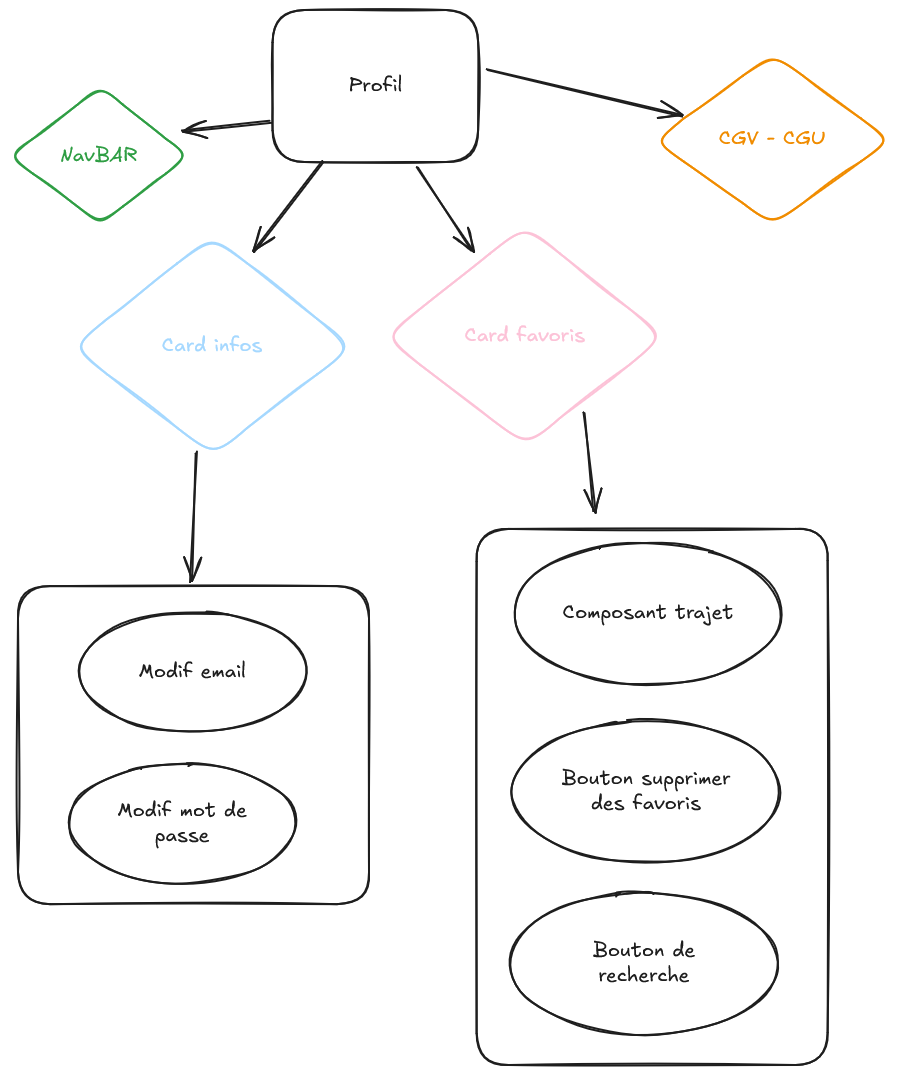 Profil
NavBAR
CGV - CGU
Card infos
Card favoris
Modif email
Modif mot de
passe
Composant trajet
Bouton supprimer
des favoris
Bouton de
recherche